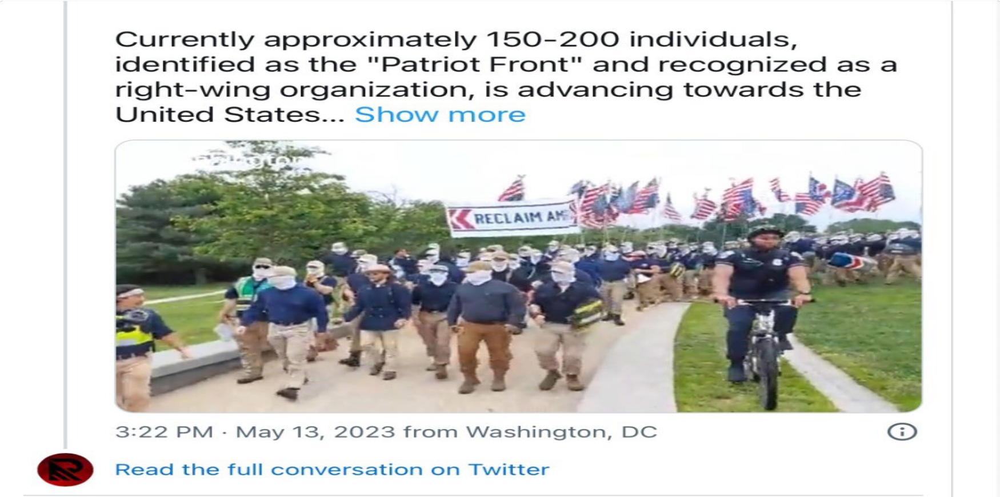 Currently approximately 150-200 individuals,
identified as the "Patriot Front" and recognized as a
right-wing organization, is advancing towards the
United States... Show more
RECLAIM AM
3:22 PM · May 13, 2023 from Washington, DC
Read the full conversation on Twitter